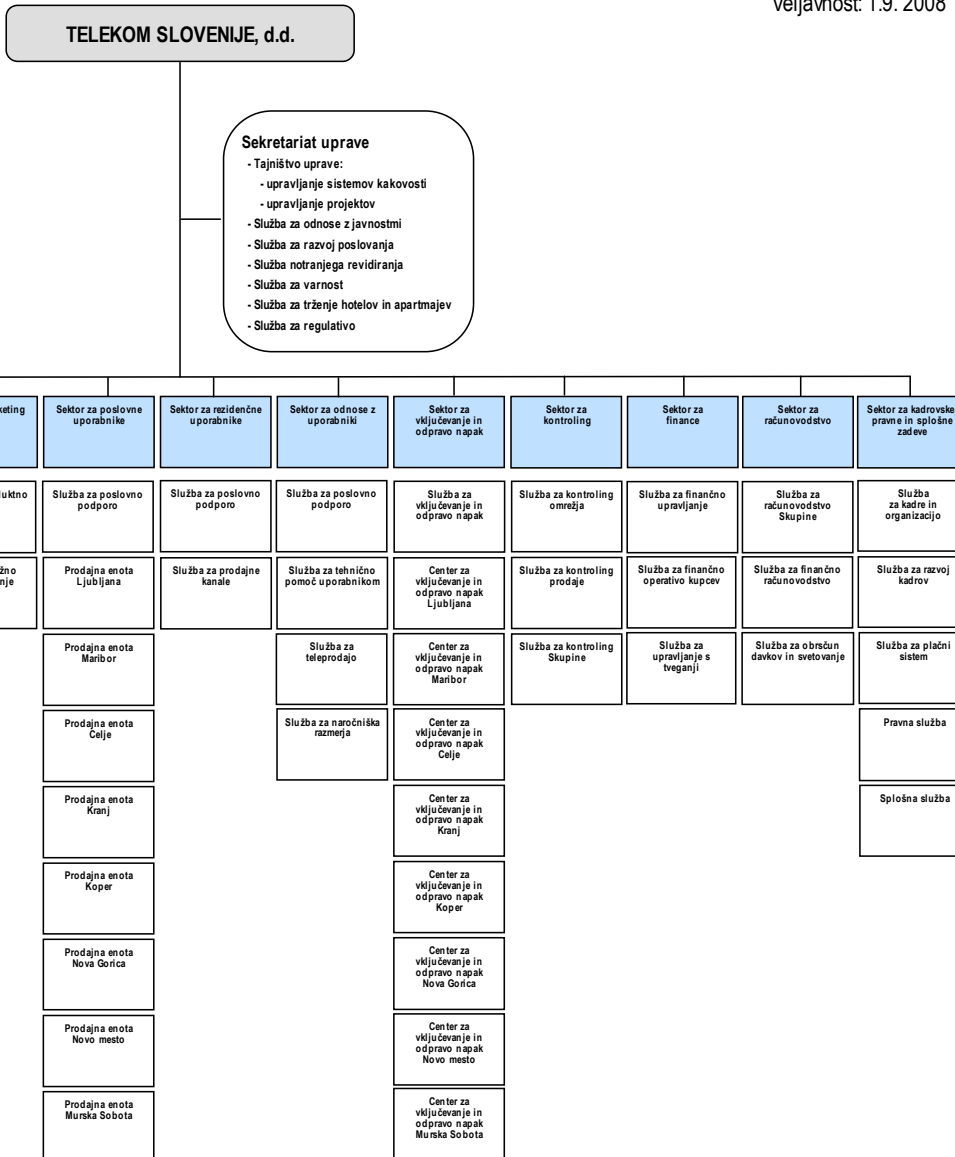 veljavnost: 1.9. 2008
TELEKOM SLOVENIJE, d.d.
Sekretariat uprave
- Tajništvo uprave:
- upravljanje sistemov kakovosti
- upravljanje projektov
- Služba za odnose z javnostmi
- Služba za razvoj poslovanja
- Služba notranjega revidiranja
- Služba za varnost
- Služba za trženje hotelov in apartmajev
- Služba za regulativo
Sektor za poslovne
uporabnike
Sektor za rezidenčne
uporabnike
Sektor za odnose z
uporabniki
Sektor za
vključevanje in
odpravo napak
Sektor za
kontroling
Sektor za
finance
Sektor za
računovodstvo
Sektor za kadrovske
pravne in splošne
zadeve
Služba za poslovno
podporo
Služba za poslovno
podporo
Služba za poslovno
podporo
Služba za
vključevanje in
odpravo napak
Služba za kontroling
omrežja
Služba za finančno
upravljanje
Služba za
računovodstvo
Skupine
Služba
za kadre in
organizacijo
Prodajna enota
Ljubljana
Služba za prodajne
kanale
Služba za tehnično
pomoč uporabnikom
Center za
vključevanje in
odpravo napak
Ljubljana
Služba za kontroling
prodaje
Služba za finančno
operativo kupcev
Služba za finančno
računovodstvo
Služba za razvoj
kadrov
Prodajna enota
Maribor
Služba za
teleprodajo
Center za
vključevanje in
odpravo napak
Maribor
Služba za kontroling
Skupine
Služba za
upravljanje s
tveganji
Služba za obrsčun
davkov in svetovanje
Služba za plačni
sistem
Prodajna enota
Celje
Služba za naročniška
razmerja
Center za
vključevanje in
odpravo napak
Celje
Pravna služba
Prodajna enota
Kranj
Center za
vključevanje in
odpravo napak
Kranj
Splošna služba
Prodajna enota
Koper
Center za
vključevanje in
odpravo napak
Koper
Prodajna enota
Nova Gorica
Center za
vključevanje in
odpravo napak
Nova Gorica
Prodajna enota
Novo mesto
Center za
vključevanje in
odpravo napak
Novo mesto
Prodajna enota
Murska Sobota
Center za
vključevanje in
odpravo napak
Murska Sobota